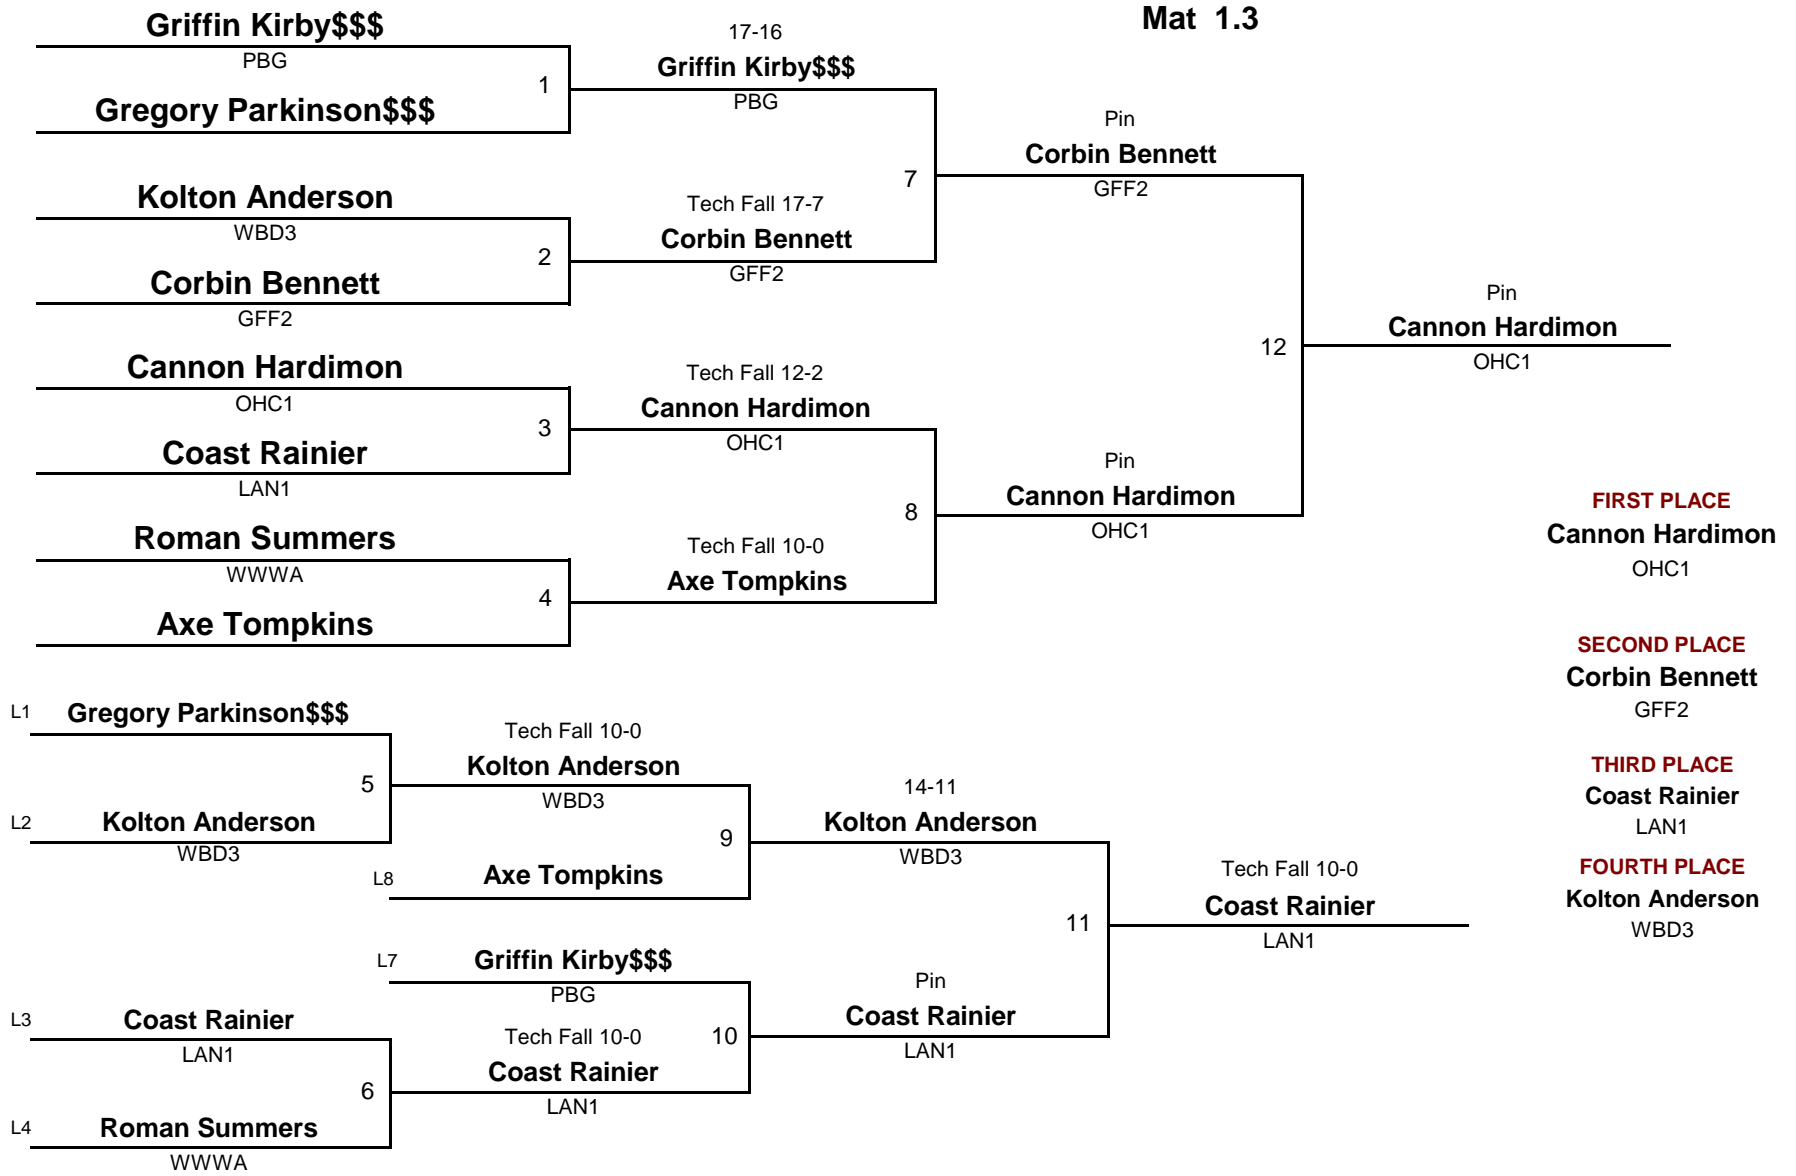 Mat 1.3
Griffin Kirby$$$
PBG
1
Gregory Parkinson$$$
17-16
Griffin Kirby$$$
PBG
Kolton Anderson
WBD3
2
Corbin Bennett
GFF2
Tech Fall 17-7
Corbin Bennett
GFF2
7
Pin
Corbin Bennett
GFF2
Cannon Hardimon
OHC1
3
Coast Rainier
LAN1
Tech Fall 12-2
Cannon Hardimon
OHC1
Roman Summers
WWWA
4
Axe Tompkins
Tech Fall 10-0
Axe Tompkins
8
Pin
Cannon Hardimon
OHC1
12
Pin
Cannon Hardimon
OHC1
FIRST PLACE
Cannon Hardimon
OHC1
SECOND PLACE
Corbin Bennett
GFF2
THIRD PLACE
Coast Rainier
LAN1
FOURTH PLACE
Kolton Anderson
WBD3
L1 Gregory Parkinson$$$
5
L2 Kolton Anderson
WBD3
Tech Fall 10-0
Kolton Anderson
WBD3
9
L8 Axe Tompkins
14-11
Kolton Anderson
WBD3
L7 Griffin Kirby$$$
PBG
L3 Coast Rainier
LAN1
6
L4 Roman Summers
WWWA
Tech Fall 10-0
Coast Rainier
LAN1
10
Pin
Coast Rainier
LAN1
11
Tech Fall 10-0
Coast Rainier
LAN1